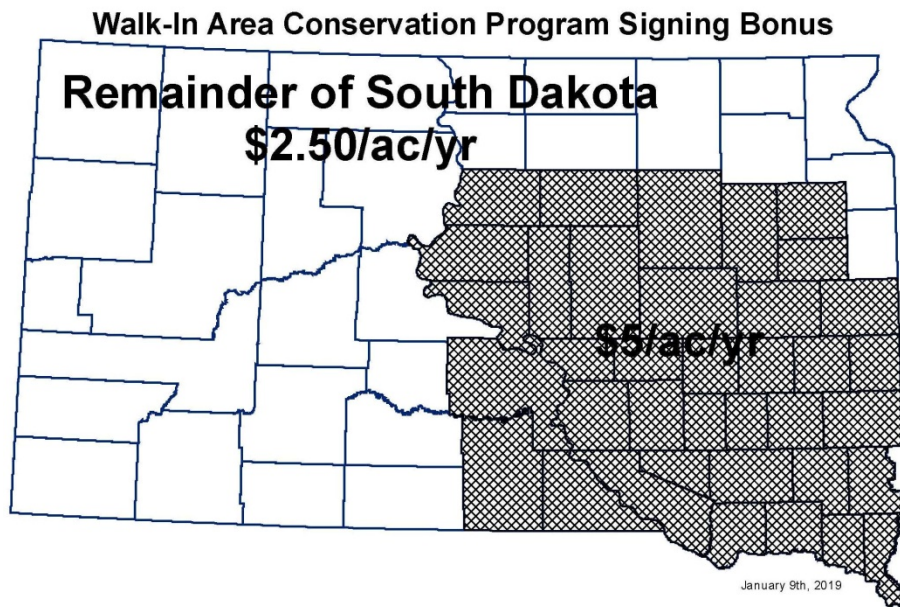 Walk-In Area Conservation Program Signing Bonus
Remainder of South Dakota
$2.50/ac/yr
$5/ac/yr
January 9th, 2019